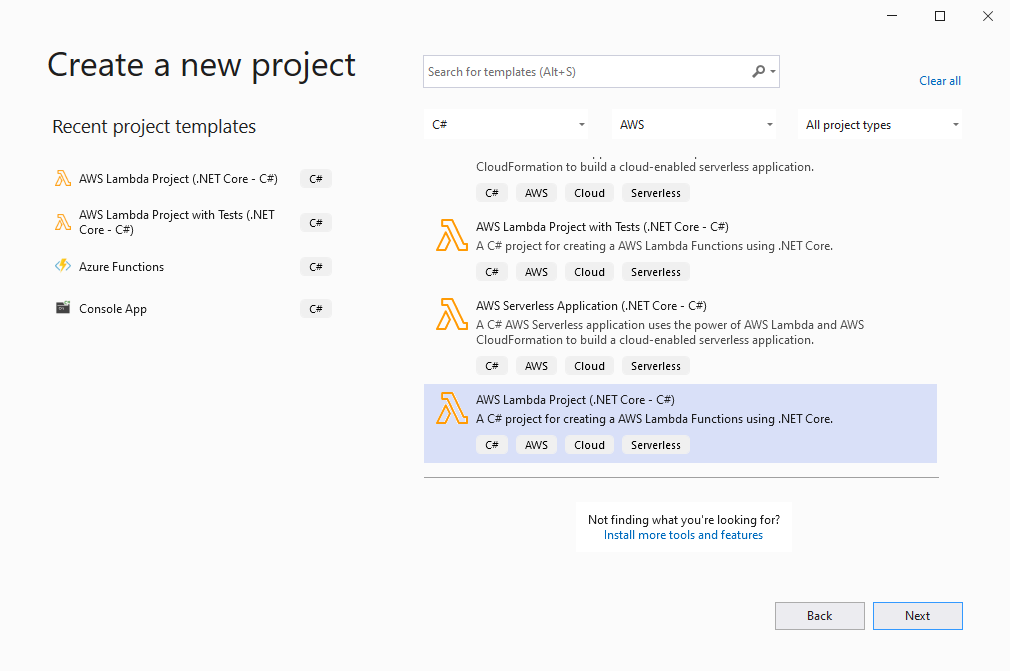 Create a new project
Recent project templates
AWS Lambda Project (.NET Core - C#)
C#
AWS Lambda Project with Tests (.NET
Core - C#)
C#
Azure Functions
C#
Console App
C#
Search for templates (Alt+S)
Clear all
C#
AWS
All project types
CloudFormation to build a cloud-enabled serverless application.
C# AWS Cloud Serverless
AWS Lambda Project with Tests (.NET Core - C#)
A C# project for creating a AWS Lambda Functions using .NET Core.
C# AWS Cloud Serverless
AWS Serverless Application (.NET Core - C#)
A C# AWS Serverless application uses the power of AWS Lambda and AWS
CloudFormation to build a cloud-enabled serverless application.
C# AWS Cloud Serverless
AWS Lambda Project (.NET Core - C#)
A C# project for creating a AWS Lambda Functions using .NET Core.
C# AWS Cloud Serverless
Not finding what you're looking for?
Install more tools and features
Back
Next